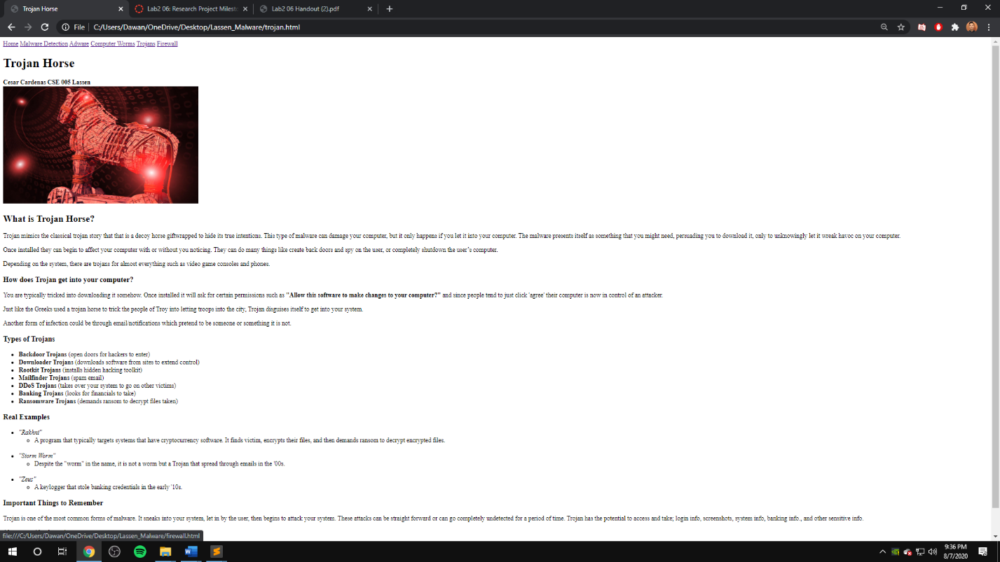 Trojan Horse
Lab2 06: Research Project Milest
Lab2 06 Handout (2).pdf
File
C:/Users/Dawan/OneDrive/Desktop/Lassen_Malware/trojan.html
Home Malware Detection Adware Computer Worms Trojans Firewall
Trojan Horse
Cesar Cardenas CSE 005 Lassen
What is Trojan Horse?
Trojan mimics the classical trojan story that that is a decoy horse giftwrapped to hide its true intentions. This type of malware can damage your computer, but it only happens if you let it into your computer. The malware presents itself as something that you might need, persuading you to download it, only to unknowingly let it wreak havoc on your computer.
Once installed they can begin to affect your computer with or without you noticing. They can do many things like create back doors and spy on the user, or completely shutdown the user's computer.
Depending on the system, there are trojans for almost everything such as video game consoles and phones.
How does Trojan get into your computer?
You are typically tricked into downloading it somehow. Once installed it will ask for certain permissions such as "Allow this software to make changes to your computer?" and since people tend to just click 'agree' their computer is now in control of an attacker.
Just like the Greeks used a trojan horse to trick the people of Troy into letting troops into the city, Trojan disguises itself to get into your system.
Another form of infection could be through email/notifications which pretend to be someone or something it is not.
Types of Trojans
Backdoor Trojans (open doors for hackers to enter)
Downloader Trojans (downloads software from sites to extend control)
Rootkit Trojans (installs hidden hacking toolkit)
Mailfinder Trojans (spam email)
DDoS Trojans (takes over your system to go on other victims)
Banking Trojans (looks for financials to take)
Ransomware Trojans (demands ransom to decrypt files taken)
Real Examples
"Rakhni"
A program that typically targets systems that have cryptocurrency software. It finds victim, encrypts their files, and then demands ransom to decrypt encrypted files.
"Storm Worm"
Despite the "worm" in the name, it is not a worm but a Trojan that spread through emails in the '00s.
"Zeus"
A keylogger that stole banking credentials in the early '10s.
Important Things to Remember
Trojan is one of the most common forms of malware. It sneaks into your system, let in by the user, then begins to attack your system. These attacks can be straight forward or can go completely undetected for a period of time. Trojan has the potential to access and take; login info, screenshots, system info, banking info., and other sensitive info.
file:///C:/Users/Dawan/OneDrive/Desktop/Lassen_Malware/firewall.html
9:36 PM
8/7/2020